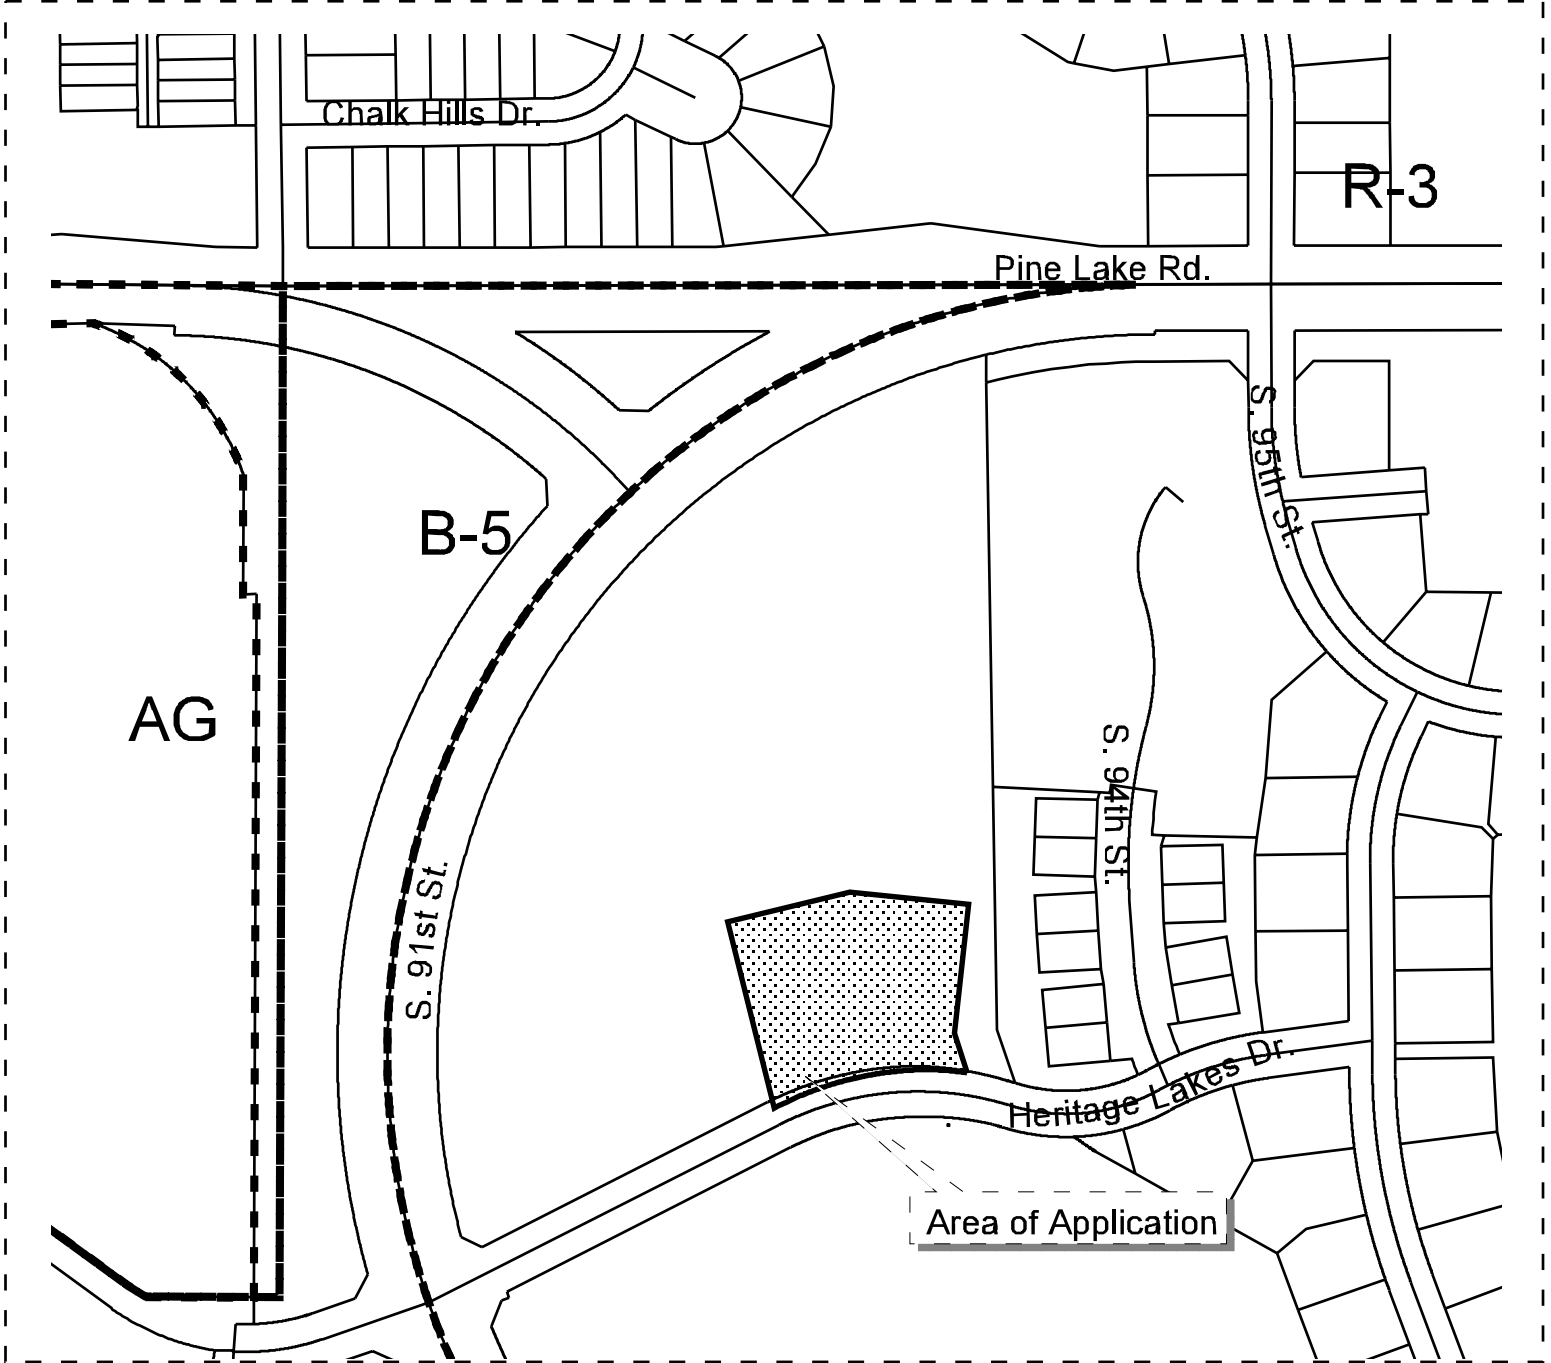 Chalk Hills Dr.
R-3
Pine Lake Rd.
S. 95th St.
B-5
AG
S. 94th St.
S. 91st St.
Heritage Lakes Dr.
Area of Application